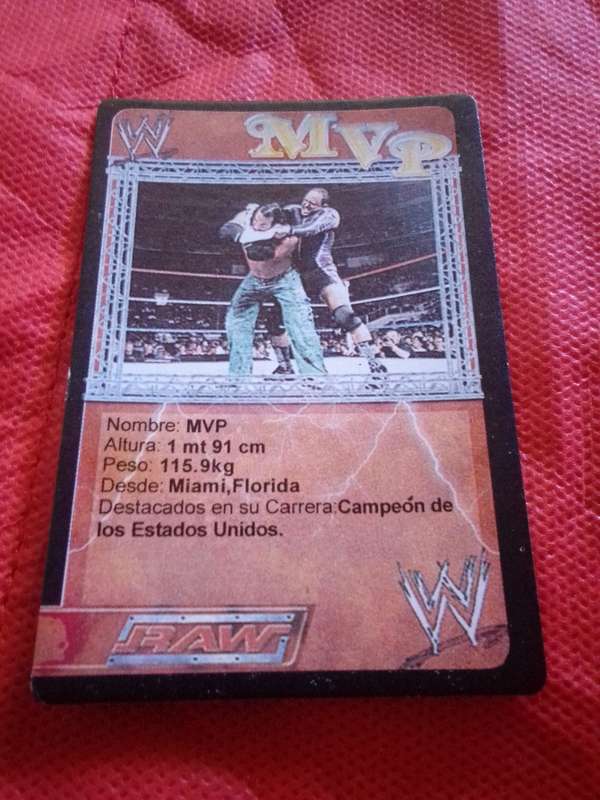 W
MVP
Nombre: MVP
Altura: 1 mt 91 cm
Peso: 115.9kg
Desde: Miami,Florida
Destacados en su Carrera:Campeón de
los Estados Unidos.
RAW
W